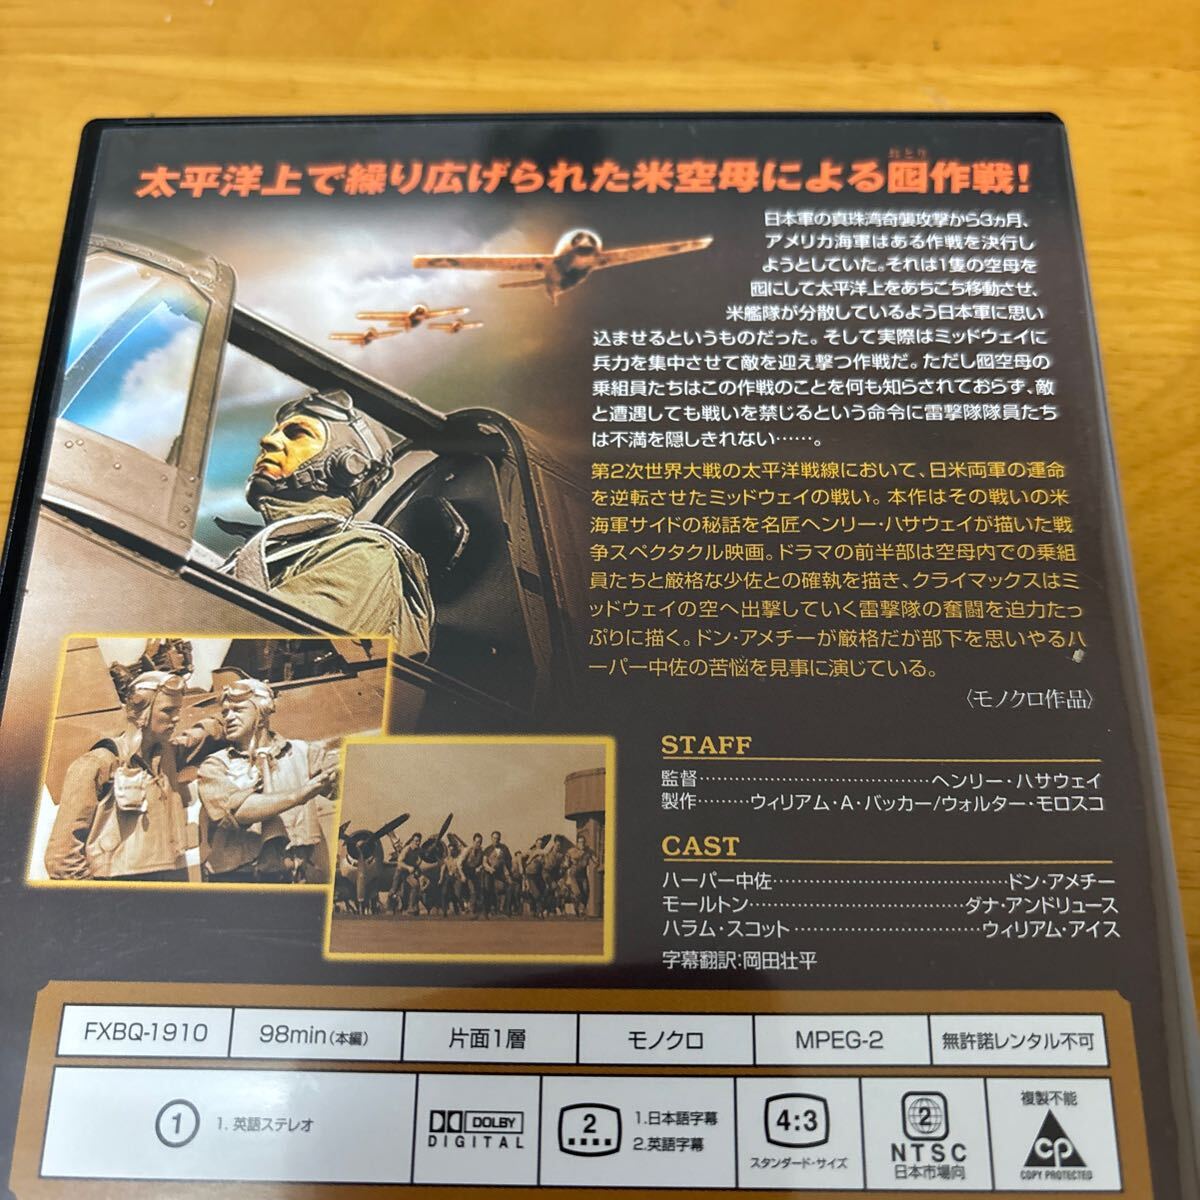 おとり
太平洋上で繰り広げられた米空母による囮作戦!
日本軍の真珠湾奇襲攻撃から3ヵ月、
アメリカ海軍はある作戦を決行し
ようとしていた。それは1隻の空母を
囮にして太平洋上をあちこち移動させ、
米艦隊が分散しているよう日本軍に思い
込ませるというものだった。そして実際はミッドウェイに
兵力を集中させて敵を迎え撃つ作戦だ。ただし囮空母の
乗組員たちはこの作戦のことを何も知らされておらず、敵
と遭遇しても戦いを禁じるという命令に雷撃隊隊員たち
は不満を隠しきれない……。
第2次世界大戦の太平洋戦線において、日米両軍の運命
を逆転させたミッドウェイの戦い。本作はその戦いの米
海軍サイドの秘話を名匠ヘンリー・ハサウェイが描いた戦
争スペクタクル映画。ドラマの前半部は空母内での乗組
員たちと厳格な少佐との確執を描き、クライマックスはミ
ッドウェイの空へ出撃していく雷撃隊の奮闘を迫力たっ
ぷりに描く。ドン・アメチーが厳格だが部下を思いやるハ
ーパー中佐の苦悩を見事に演じている。
〈モノクロ作品〉
STAFF
監督……………………………………ヘンリー・ハサウェイ
製作………ウィリアム・A・バッカー/ウォルター・モロスコ
CAST
ハーパー中佐……………………………………ドン・アメチー
モールトン…………………………………ダナ・アンドリュース
ハラム・スコット……………………………ウィリアム・アイス
字幕翻訳:岡田壮平
FXBQ-1910
98min(本編)
片面1層
モノクロ
MPEG-2
無許諾レンタル不可
1
1. 英語ステレオ
DOLBY
DIGITAL
2
1.日本語字幕
2.英語字幕
4:3
スタンダード・サイズ
2
NTSC
日本市場向
複製不能
CP
COPY PROTECTED